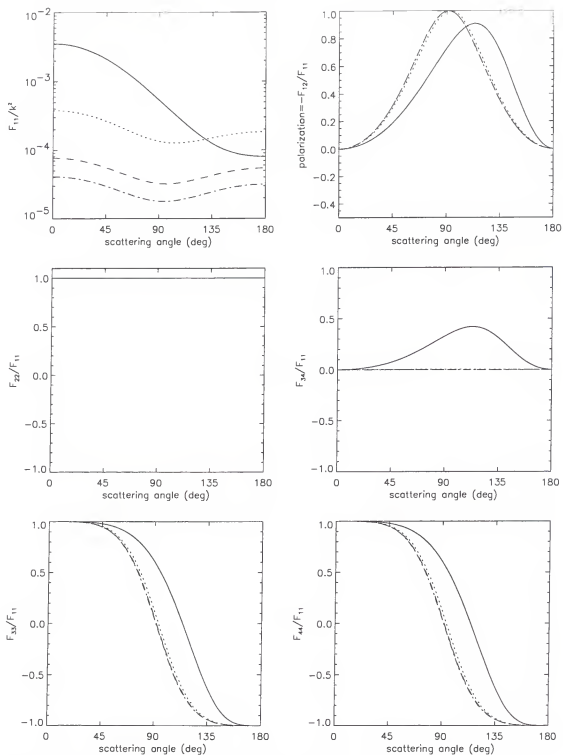 10⁻²
10⁻³
10⁻⁴
10⁻⁵
F₁₁/k²
0 45 90 135 180
scattering angle (deg)
1.0
0.8
0.6
0.4
0.2
0.0
-0.2
-0.4
polarization=-F₁₂/F₁₁
0 45 90 135 180
scattering angle (deg)
1.0
0.5
0.0
-0.5
-1.0
F₂₂/F₁₁
0 45 90 135 180
scattering angle (deg)
1.0
0.5
0.0
-0.5
-1.0
F₃₄/F₁₁
0 45 90 135 180
scattering angle (deg)
1.0
0.5
0.0
-0.5
-1.0
F₃₃/F₁₁
0 45 90 135 180
scattering angle (deg)
1.0
0.5
0.0
-0.5
-1.0
F₄₄/F₁₁
0 45 90 135 180
scattering angle (deg)